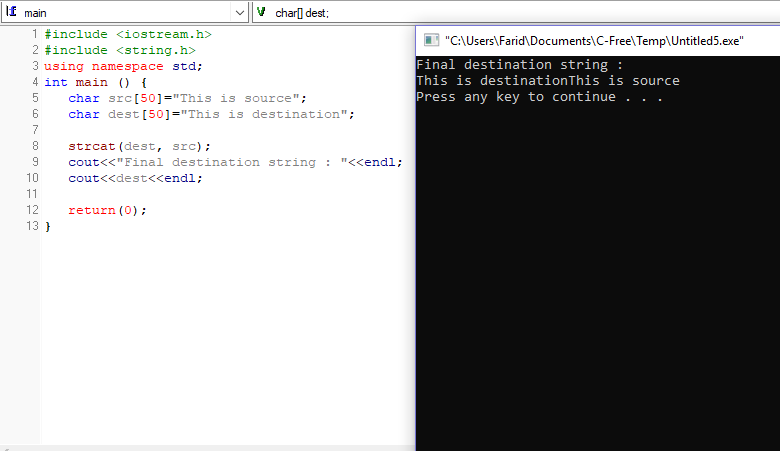 main
char[] dest;
1 #include <iostream.h>
2 #include <string.h>
3 using namespace std;
4 int main () {
5    char src[50]="This is source";
6    char dest[50]="This is destination";
7
8    strcat(dest, src);
9    cout<<"Final destination string : "<<endl;
10    cout<<dest<<endl;
11
12    return(0);
13 }
"C:\Users\Farid\Documents\C-Free\Temp\Untitled5.exe"
Final destination string :
This is destinationThis is source
Press any key to continue . . .